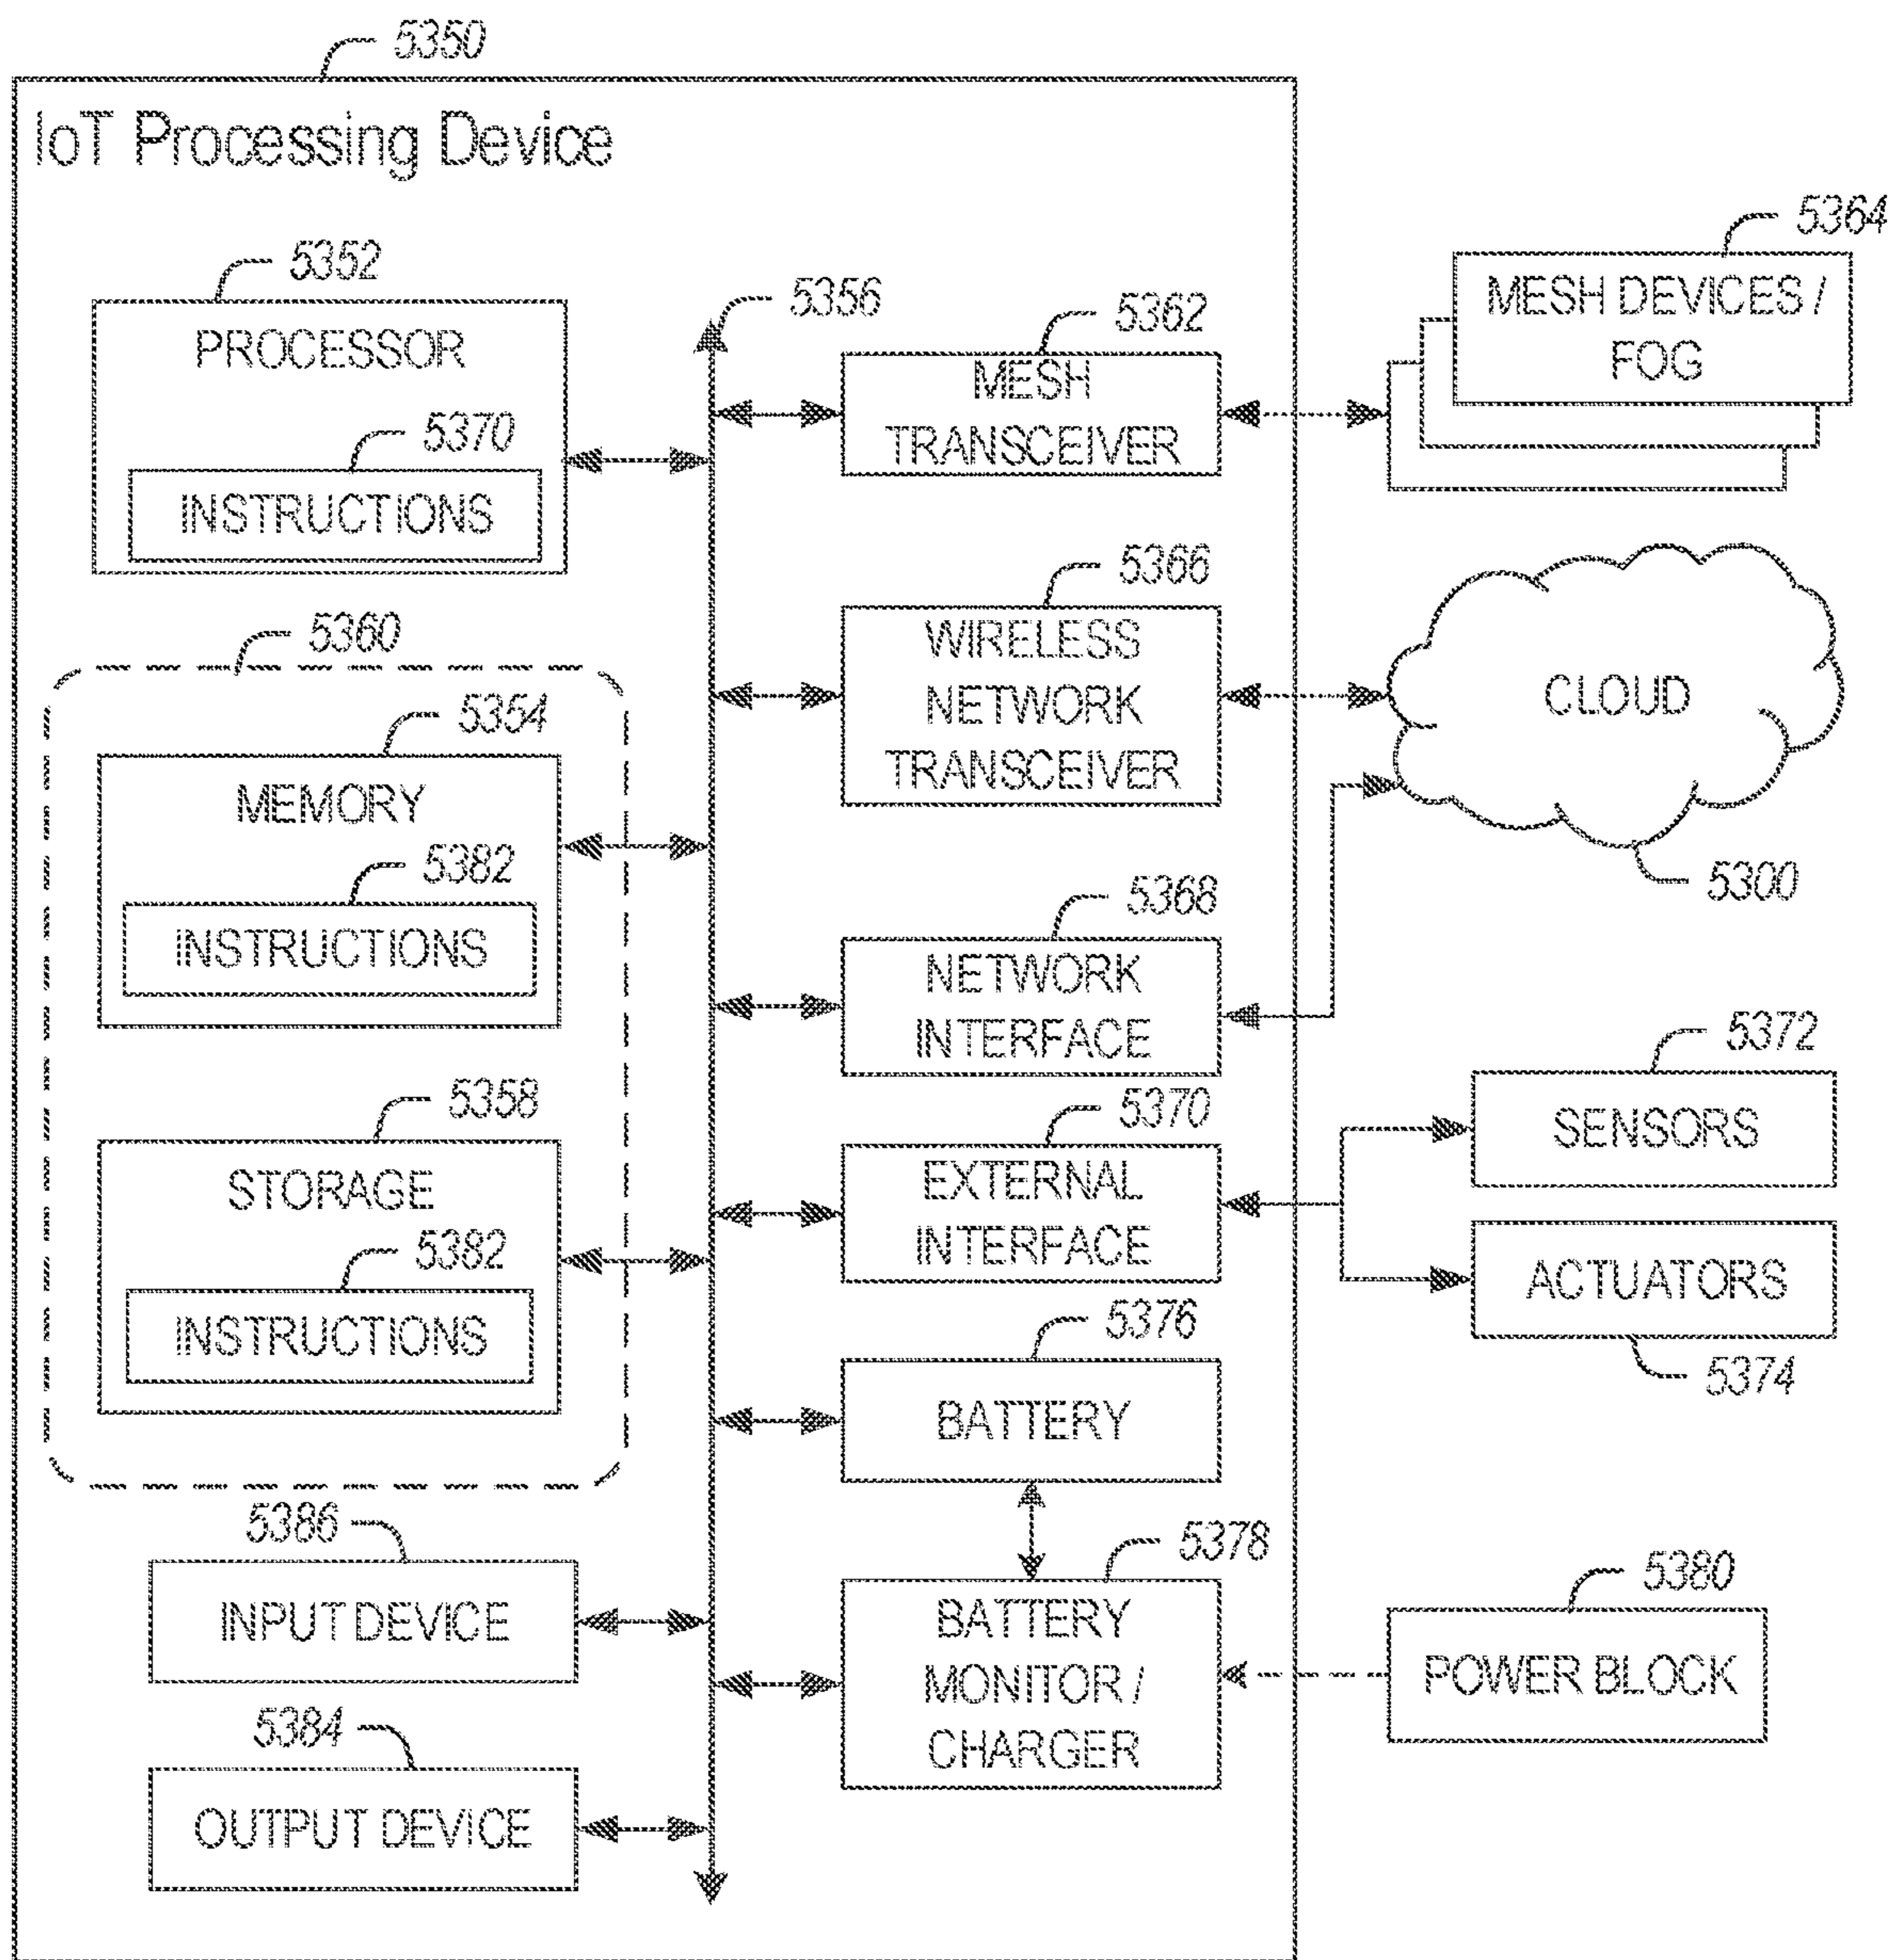 5350
IoT Processing Device
5352
PROCESSOR
5370
INSTRUCTIONS
5360
5354
MEMORY
5382
INSTRUCTIONS
5358
STORAGE
5382
INSTRUCTIONS
5386
INPUT DEVICE
5384
OUTPUT DEVICE
5356
5362
MESH
TRANSCEIVER
5366
WIRELESS
NETWORK
TRANSCEIVER
5368
NETWORK
INTERFACE
5370
EXTERNAL
INTERFACE
5376
BATTERY
5378
BATTERY
MONITOR /
CHARGER
5364
MESH DEVICES /
FOG
CLOUD
5300
5372
SENSORS
ACTUATORS
5374
5380
POWER BLOCK